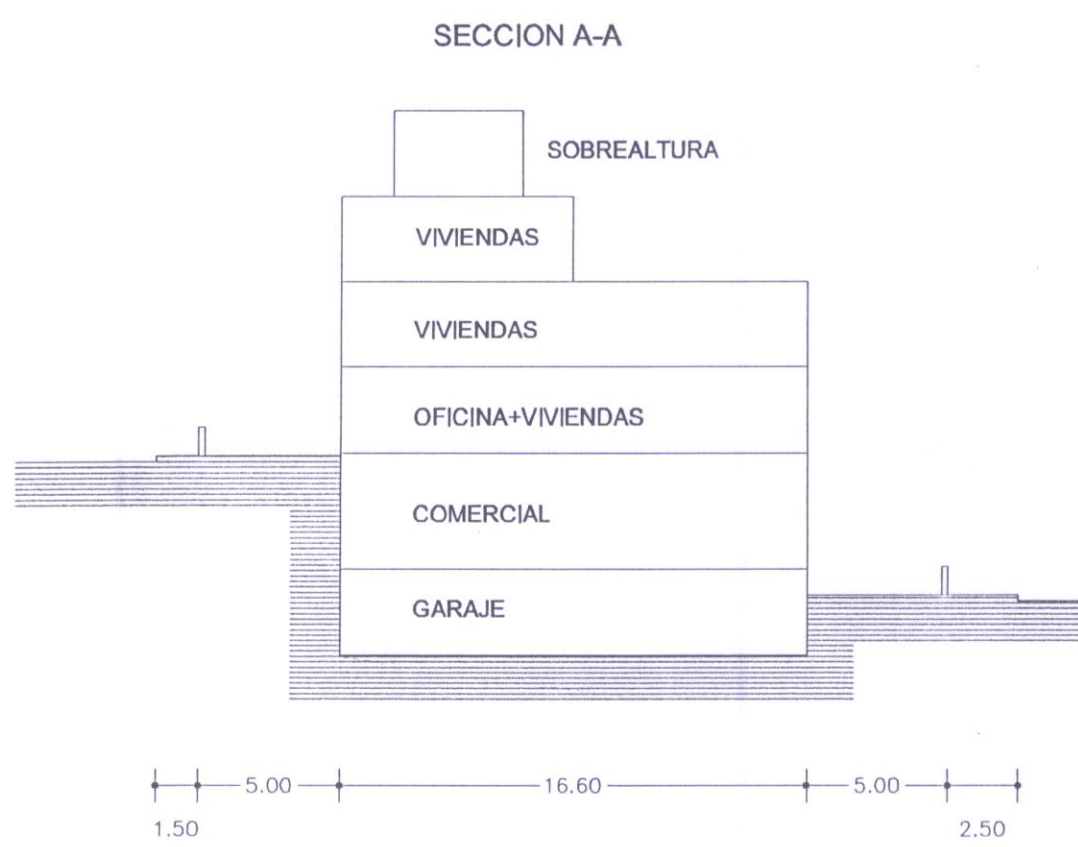 SECCION A-A
SOBREALTURA
VIVIENDAS
VIVIENDAS
OFICINA+VIVIENDAS
COMERCIAL
GARAJE
5.00 16.60 5.00
1.50 2.50